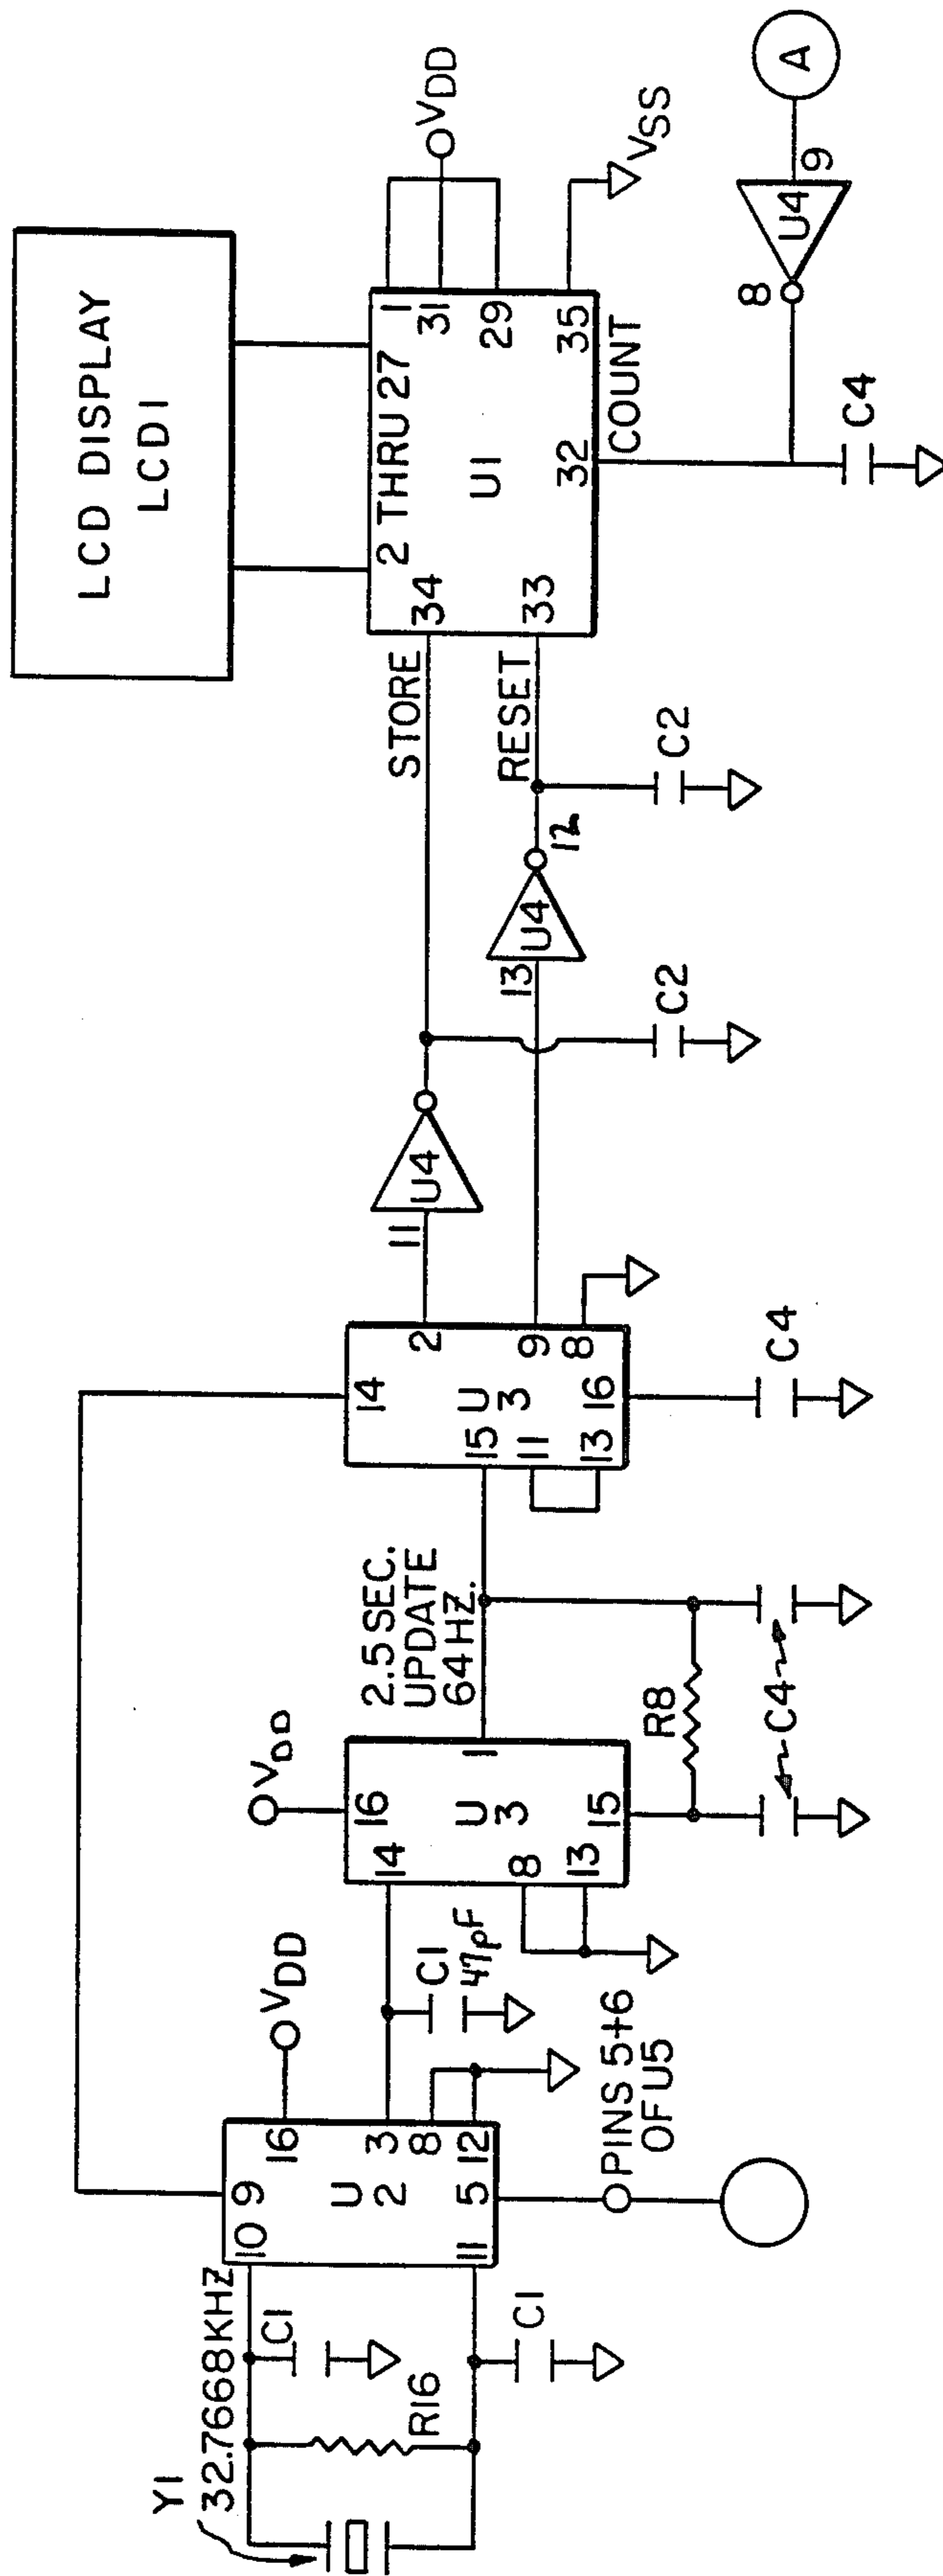 LCD DISPLAY
LCD1
Y1
32.7668KHZ
C1
R16
C1
10
9
U
2
11
5
16
3
8
12
VDD
PINS 5+6
OF U5
C1
47pF
VDD
14
16
U
3
8
13
15
1
2.5 SEC.
UPDATE
64 HZ.
R8
C4
14
15
U
3
11
13
16
2
9
8
C4
11
U4
13
U4
12
C2
C2
STORE
RESET
34
2 THRU 27
33
U1
32
COUNT
1
31
29
35
VDD
VSS
C4
8
U4
9
A